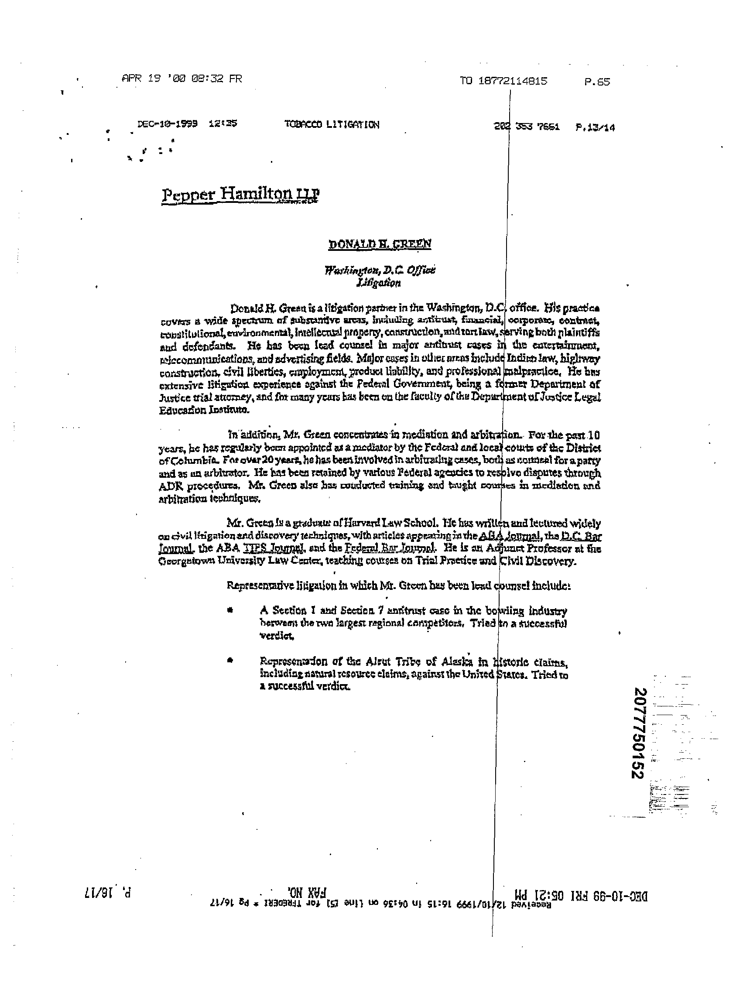 APR 19 '00 08:32 FR TO 18772114815 P.65
DEC-10-1999 12:35 TOBACCO LITIGATION 202 353 7661 P.13/14
Pepper Hamilton LLP
DONALD H. GREEN
Washington, D.C. Office
Litigation
Donald H. Green is a litigation partner in the Washington, D.C. office. His practice
covers a wide spectrum of substantive areas, including antitrust, financial, corporate, contract,
constitutional, environmental, intellectual property, construction, and tort law, serving both plaintiffs
and defendants. He has been lead counsel in major antitrust cases in the entertainment,
telecommunications, and advertising fields. Major cases in other areas include Indian law, highway
construction, civil liberties, employment, product liability, and professional malpractice. He has
extensive litigation experience against the Federal Government, being a former Department of
Justice trial attorney, and for many years has been on the faculty of the Department of Justice Legal
Education Institute.
In addition, Mr. Green concentrates in mediation and arbitration. For the past 10
years, he has regularly been appointed as a mediator by the Federal and local courts of the District
of Columbia. For over 20 years, he has been involved in arbitrating cases, both as counsel for a party
and as an arbitrator. He has been retained by various Federal agencies to resolve disputes through
ADR procedures. Mr. Green also has conducted training and taught courses in mediation and
arbitration techniques.
Mr. Green is a graduate of Harvard Law School. He has written and lectured widely
on civil litigation and discovery techniques, with articles appearing in the ABA Journal, the D.C. Bar
Journal, the ABA TIPS Journal, and the Federal Bar Journal. He is an Adjunct Professor at the
Georgetown University Law Center, teaching courses on Trial Practice and Civil Discovery.
Representative litigation in which Mr. Green has been lead counsel include:
• A Section 1 and Section 7 antitrust case in the bowling industry
between the two largest regional competitors. Tried to a successful
verdict.
• Representation of the Aleut Tribe of Alaska in historic claims,
including natural resource claims, against the United States. Tried to
a successful verdict.
2077750152
DEC-10-99 FRI 05:21 PM FAX NO. P. 16/17
Received 12/10/1999 16:15 in 04:36 on line [5] for TFREDERI * Pg 16/17